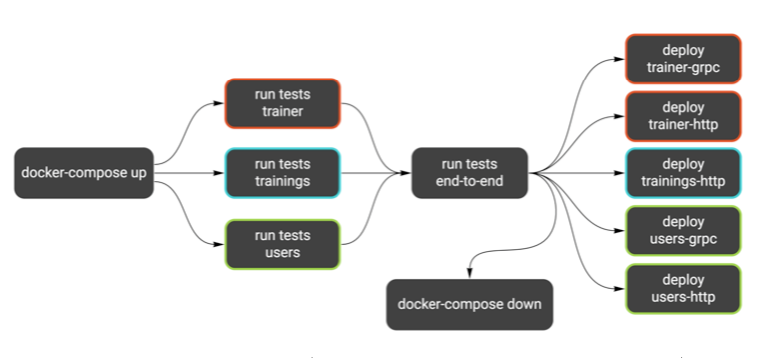 docker-compose up
run tests
trainer
run tests
trainings
run tests
users
run tests
end-to-end
docker-compose down
deploy
trainer-grpc
deploy
trainer-http
deploy
trainings-http
deploy
users-grpc
deploy
users-http